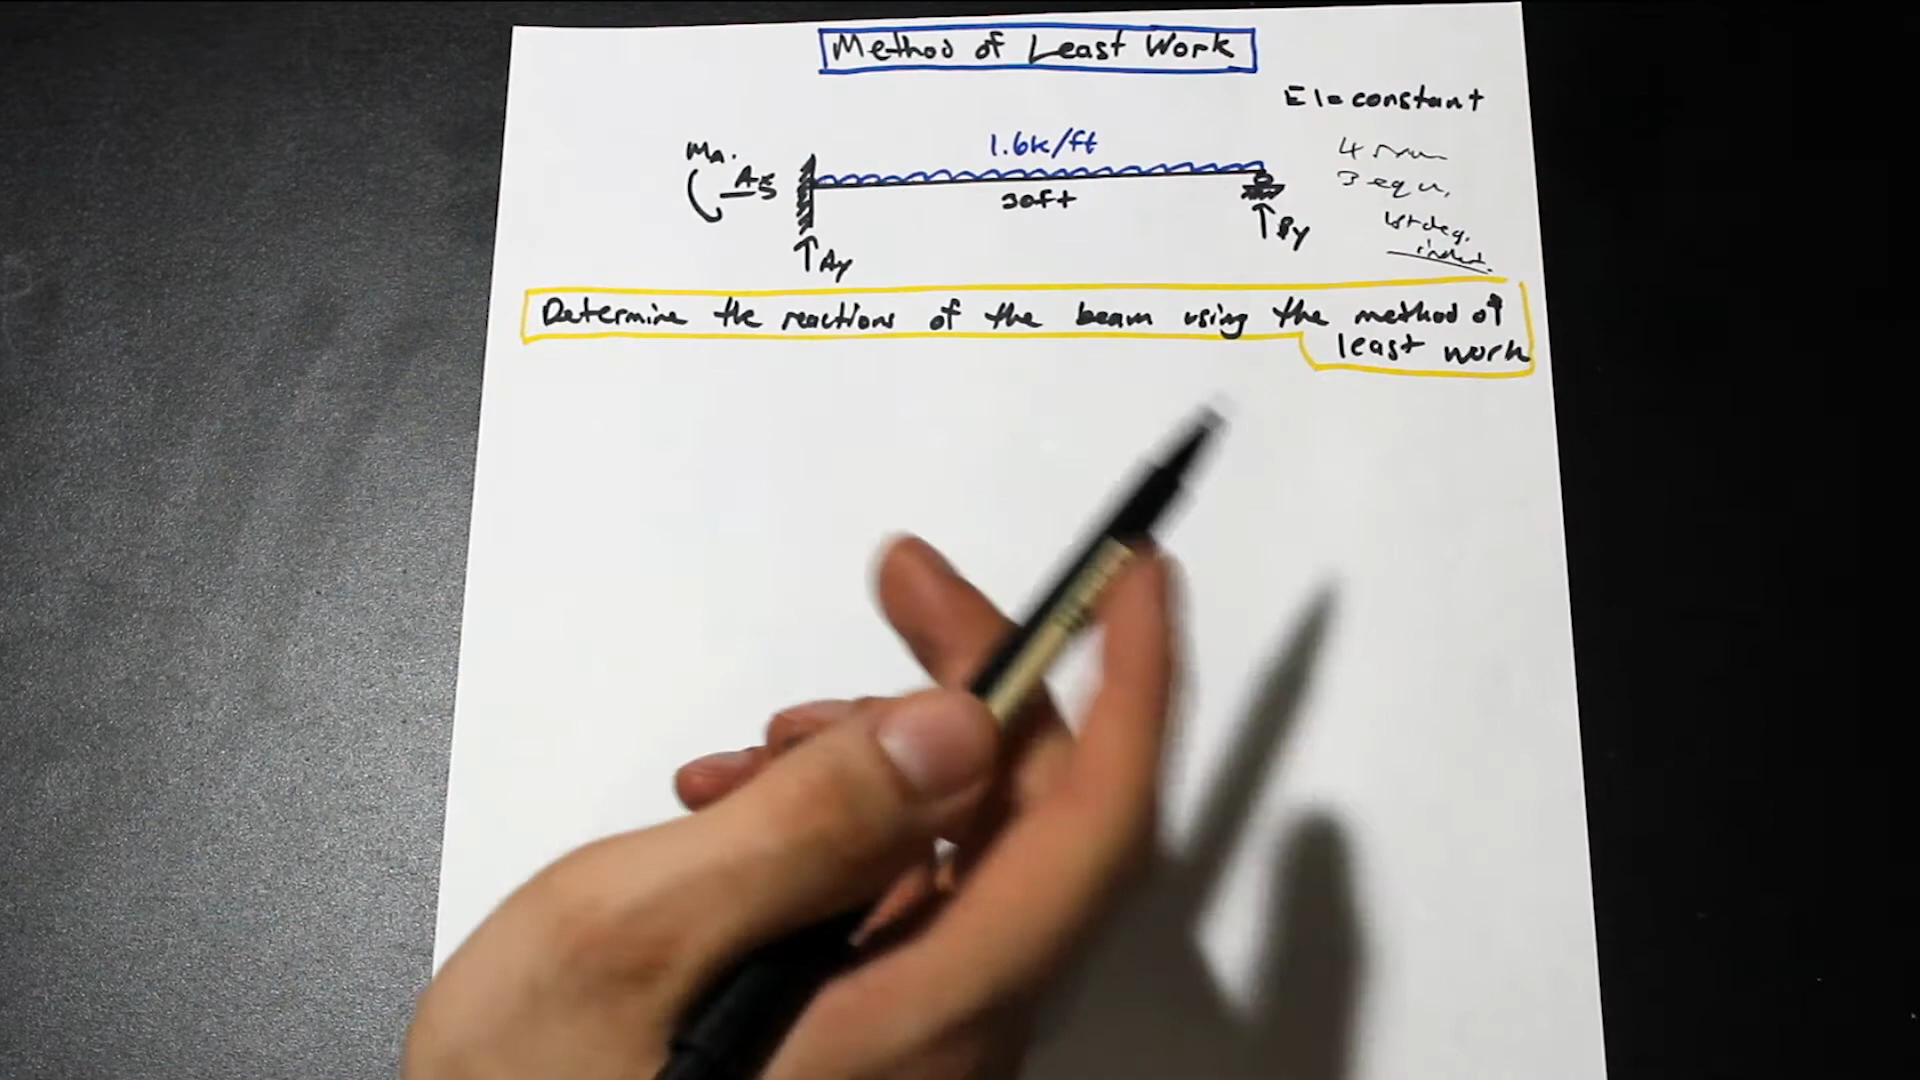 Method of Least Work
EI = constant
1.6k/ft
30ft
MA.
Ax
Ay
By
4
3 equ.
1st deg.
indet.
Determine the reactions of the beam using the method of
least work